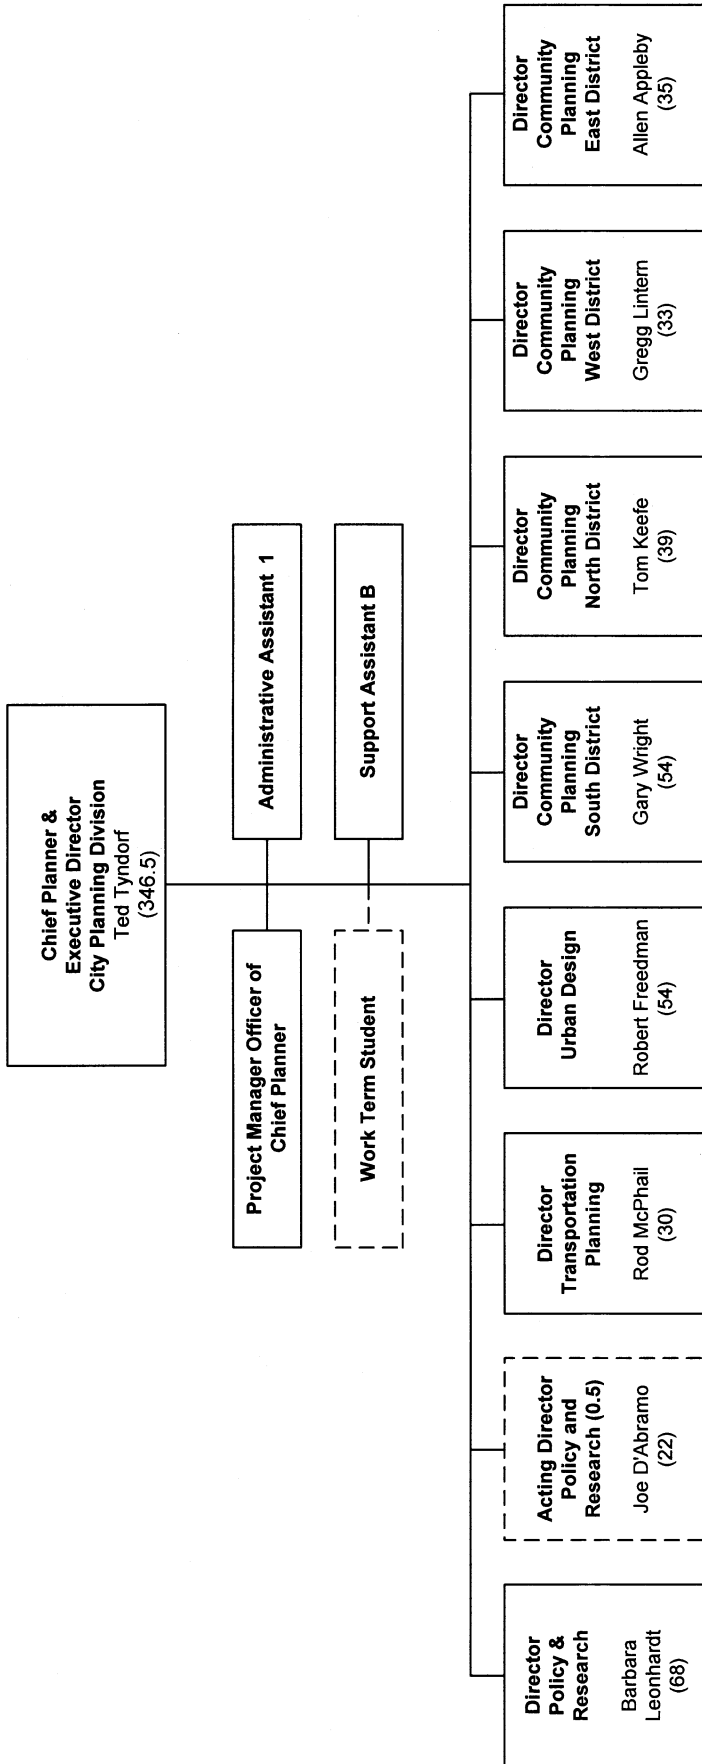 Chief Planner &
Executive Director
City Planning Division
Ted Tyndorf
(346.5)
Project Manager Officer of
Chief Planner
Administrative Assistant 1
Work Term Student
Support Assistant B
Director
Policy &
Research
Barbara
Leonhardt
(68)
Acting Director
Policy and
Research (0.5)
Joe D'Abramo
(22)
Director
Transportation
Planning
Rod McPhail
(30)
Director
Urban Design
Robert Freedman
(54)
Director
Community
Planning
South District
Gary Wright
(54)
Director
Community
Planning
North District
Tom Keefe
(39)
Director
Community
Planning
West District
Gregg Lintern
(33)
Director
Community
Planning
East District
Allen Appleby
(35)